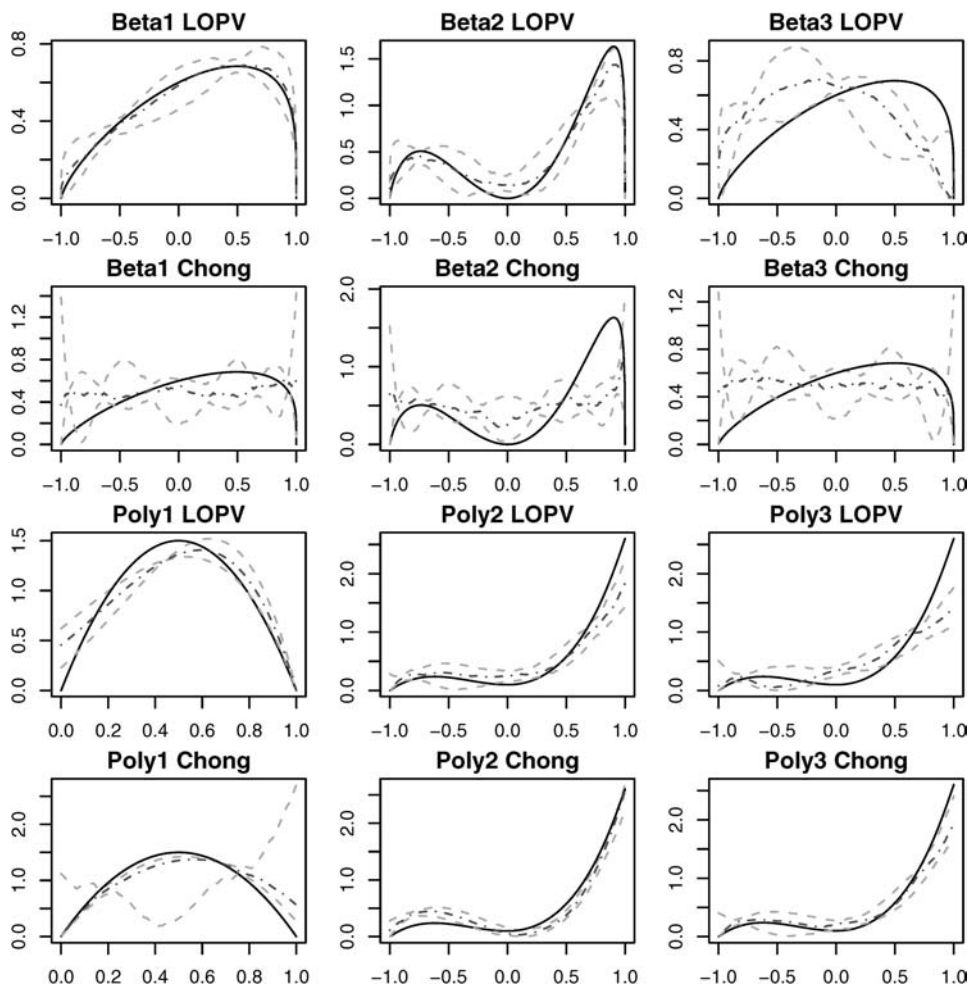 Beta1 LOPV
0.0 0.4 0.8
−1.0 −0.5 0.0 0.5 1.0
Beta2 LOPV
0.0 0.5 1.0 1.5
−1.0 −0.5 0.0 0.5 1.0
Beta3 LOPV
0.0 0.4 0.8
−1.0 −0.5 0.0 0.5 1.0
Beta1 Chong
0.0 0.4 0.8 1.2
−1.0 −0.5 0.0 0.5 1.0
Beta2 Chong
0.0 1.0 2.0
−1.0 −0.5 0.0 0.5 1.0
Beta3 Chong
0.0 0.4 0.8 1.2
−1.0 −0.5 0.0 0.5 1.0
Poly1 LOPV
0.0 0.5 1.0 1.5
0.0 0.2 0.4 0.6 0.8 1.0
Poly2 LOPV
0.0 1.0 2.0
−1.0 −0.5 0.0 0.5 1.0
Poly3 LOPV
0.0 1.0 2.0
−1.0 −0.5 0.0 0.5 1.0
Poly1 Chong
0.0 1.0 2.0
0.0 0.2 0.4 0.6 0.8 1.0
Poly2 Chong
0.0 1.0 2.0
−1.0 −0.5 0.0 0.5 1.0
Poly3 Chong
0.0 1.0 2.0
−1.0 −0.5 0.0 0.5 1.0